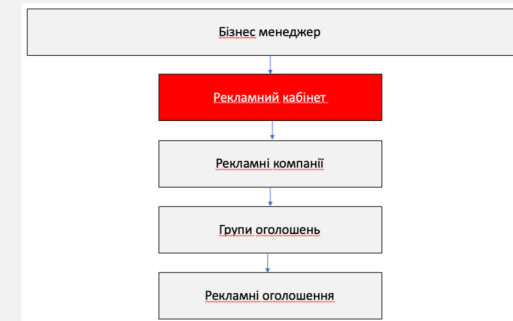 Бізнес менеджер
Рекламний кабінет
Рекламні компанії
Групи оголошень
Рекламні оголошення